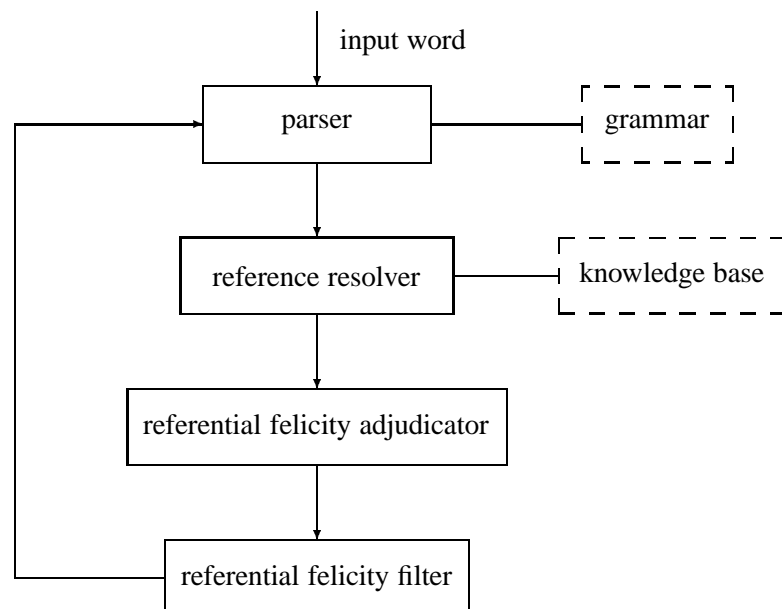 input word
parser
grammar
reference resolver
knowledge base
referential felicity adjudicator
referential felicity filter